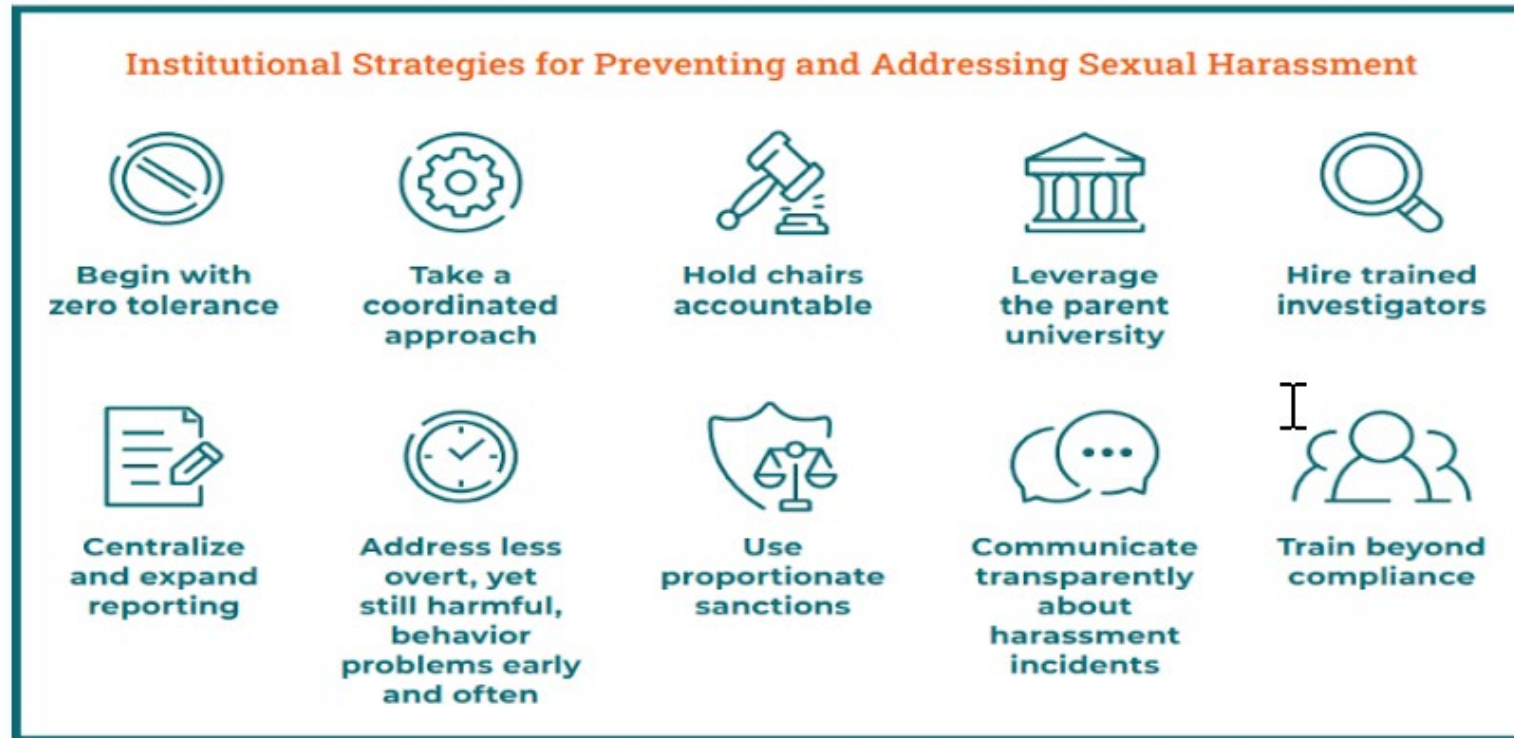 Institutional Strategies for Preventing and Addressing Sexual Harassment
Begin with
zero tolerance
Take a
coordinated
approach
Hold chairs
accountable
Leverage
the parent
university
Hire trained
investigators
Centralize
and expand
reporting
Address less
overt, yet
still harmful,
behavior
problems early
and often
Use
proportionate
sanctions
Communicate
transparently
about
harassment
incidents
Train beyond
compliance